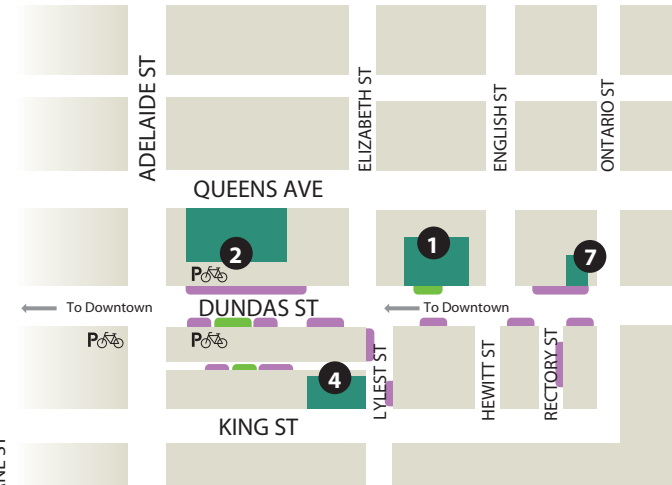 ADELAIDE ST
ELIZABETH ST
ENGLISH ST
ONTARIO ST
QUEENS AVE
2
1
7
P
To Downtown
DUNDAS ST
To Downtown
P
P
4
LYLEST ST
HEWITT ST
RECTORY ST
KING ST
ST